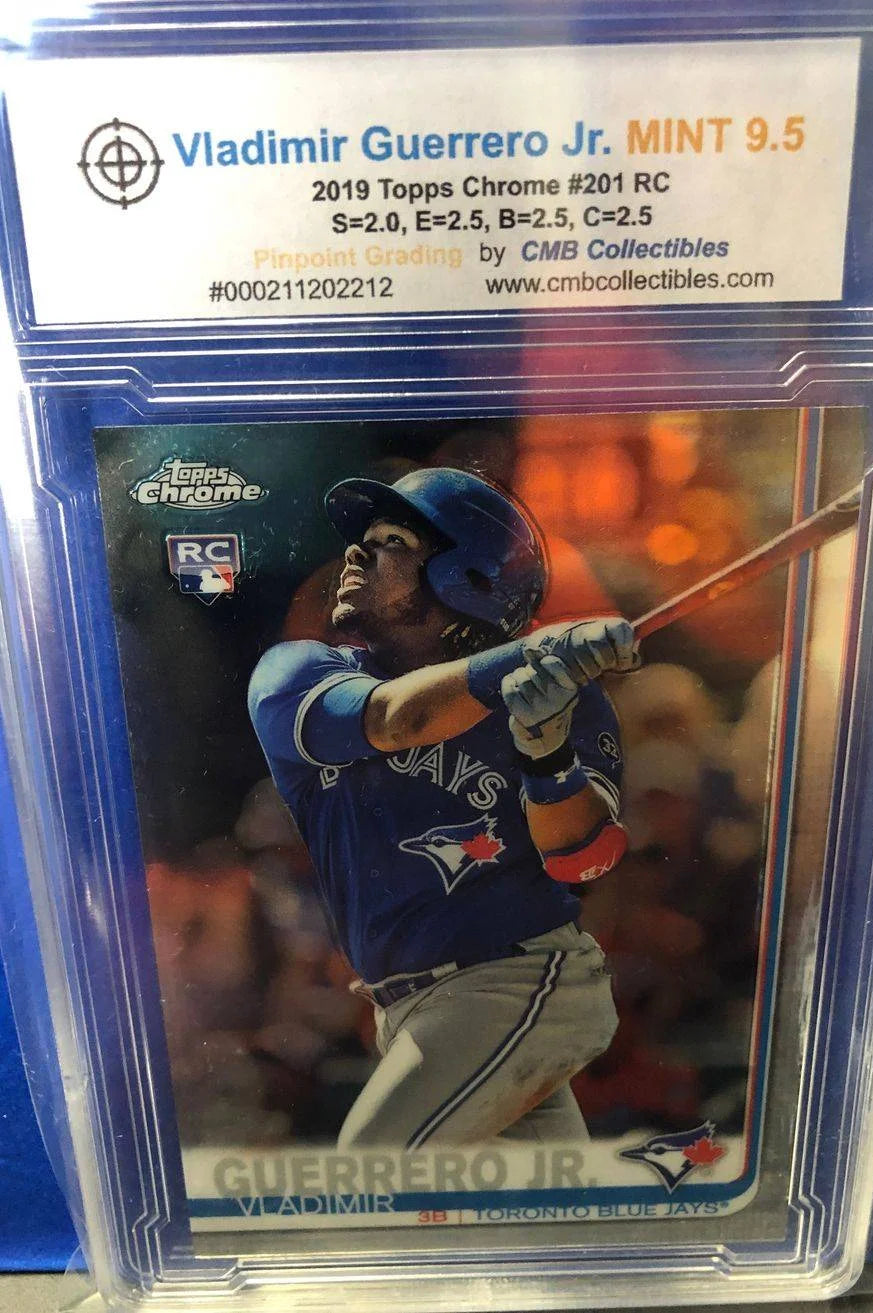 Vladimir Guerrero Jr. MINT 9.5
2019 Topps Chrome #201 RC
S=2.0, E=2.5, B=2.5, C=2.5
Pinpoint Grading by CMB Collectibles
#000211202212 www.cmbcollectibles.com
Topps
Chrome
RC
32
JAYS
GUERRERO JR.
VLADIMIR
3B | TORONTO BLUE JAYS®